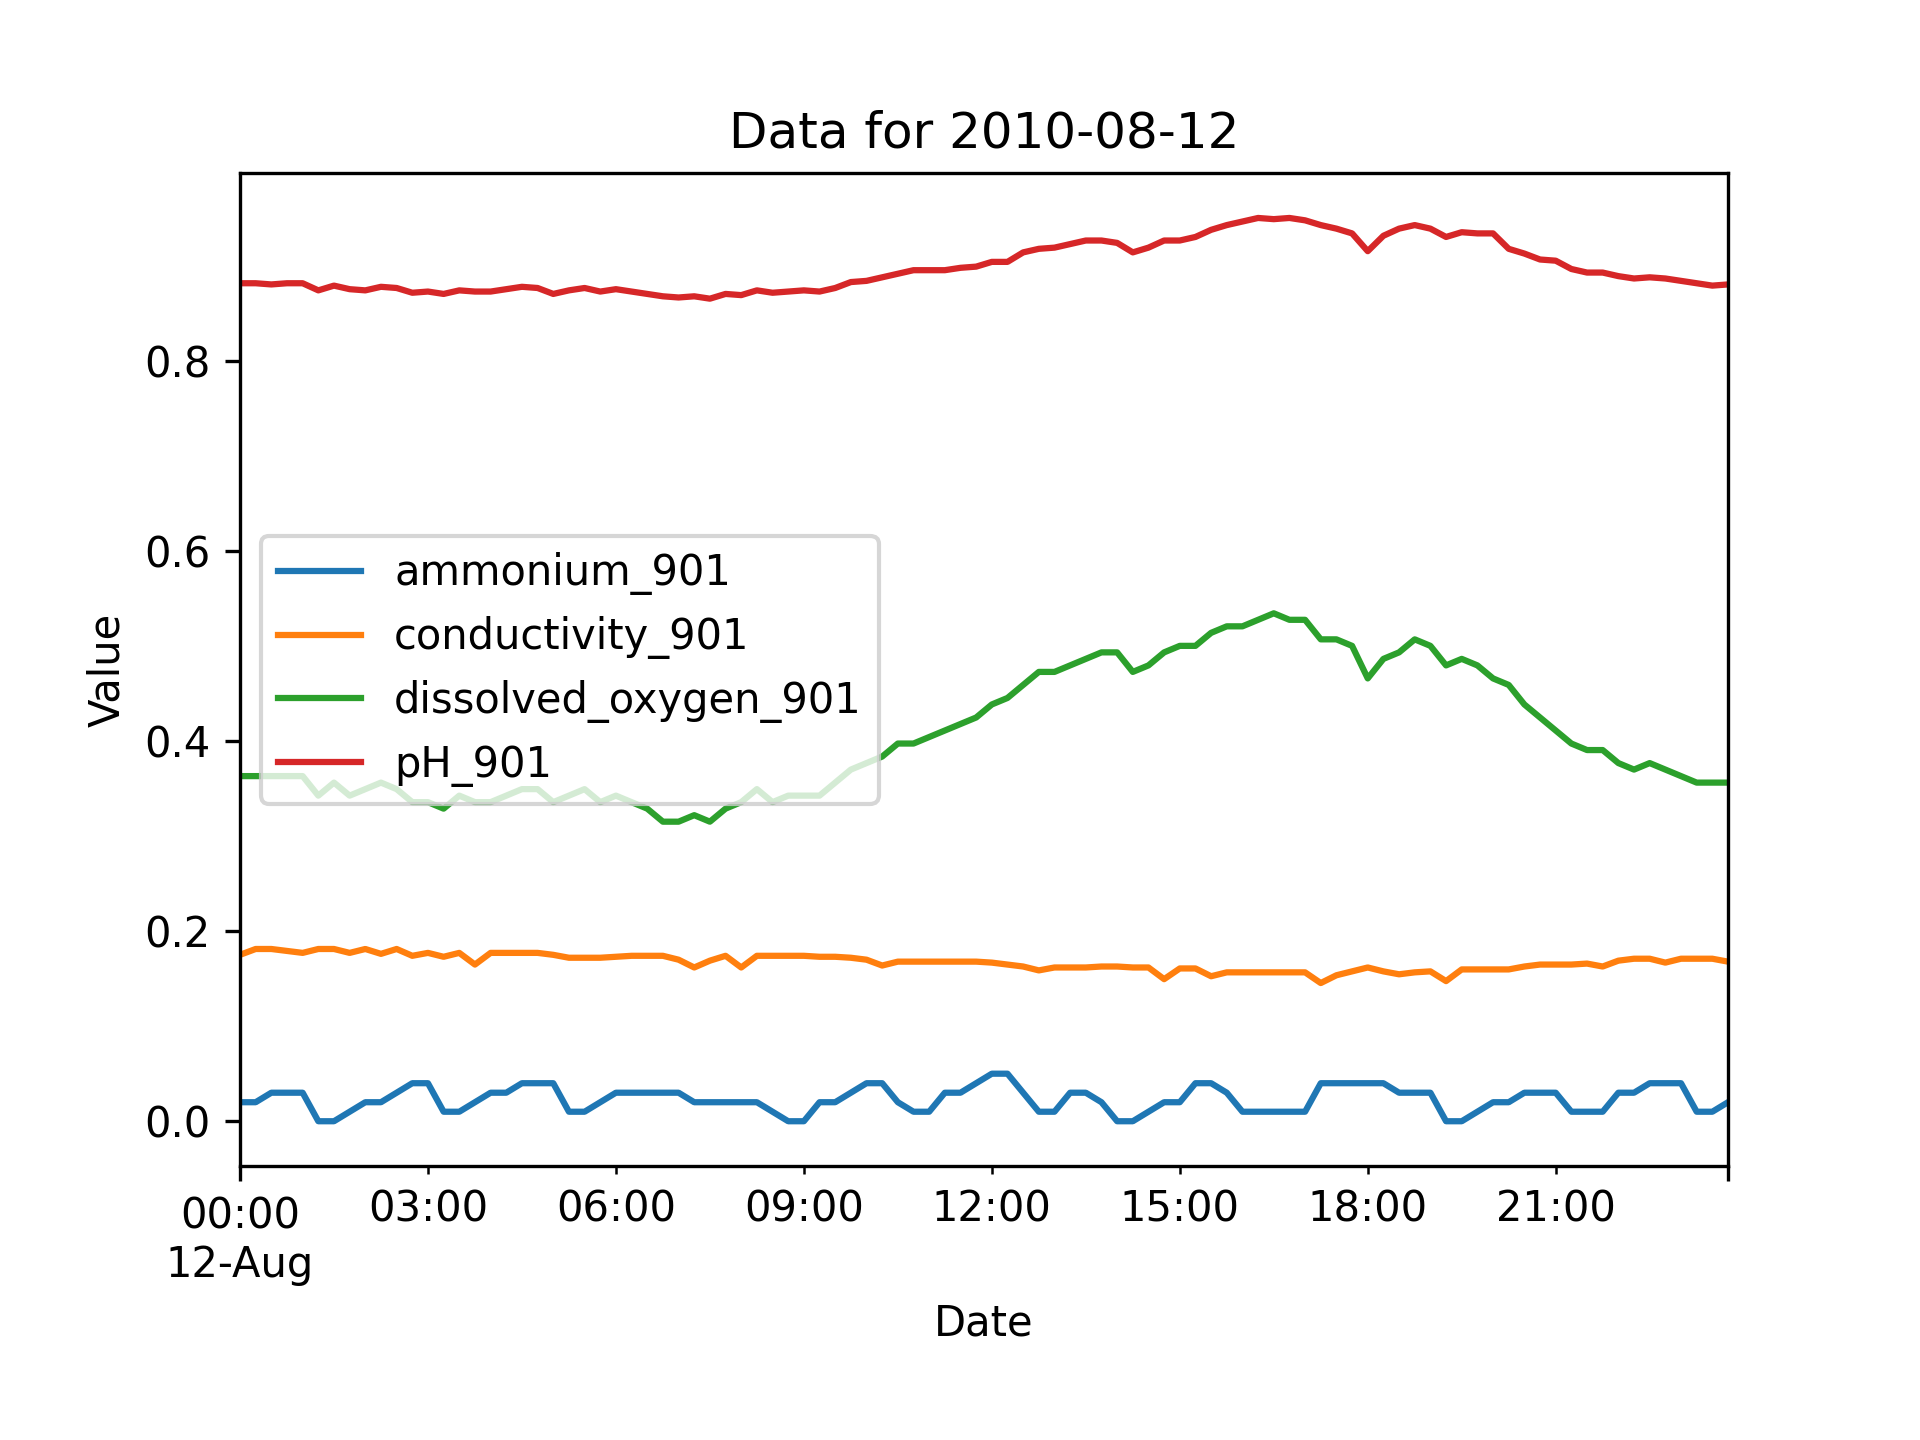 Data for 2010-08-12
0.8
0.6
0.4
0.2
0.0
Value
ammonium_901
conductivity_901
dissolved_oxygen_901
pH_901
00:00 03:00 06:00 09:00 12:00 15:00 18:00 21:00
12-Aug
Date